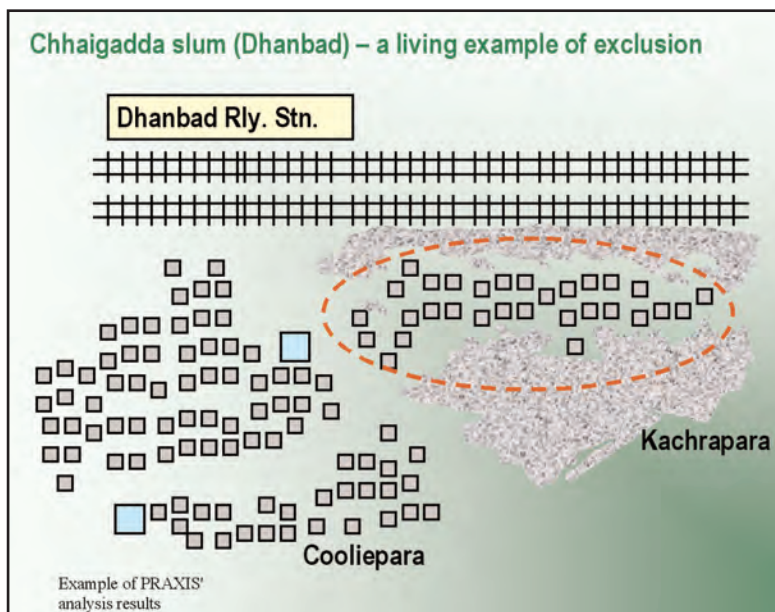 Chhaigadda slum (Dhanbad) – a living example of exclusion
Dhanbad Rly. Stn.
Kachrapara
Cooliepara
Example of PRAXIS'
analysis results